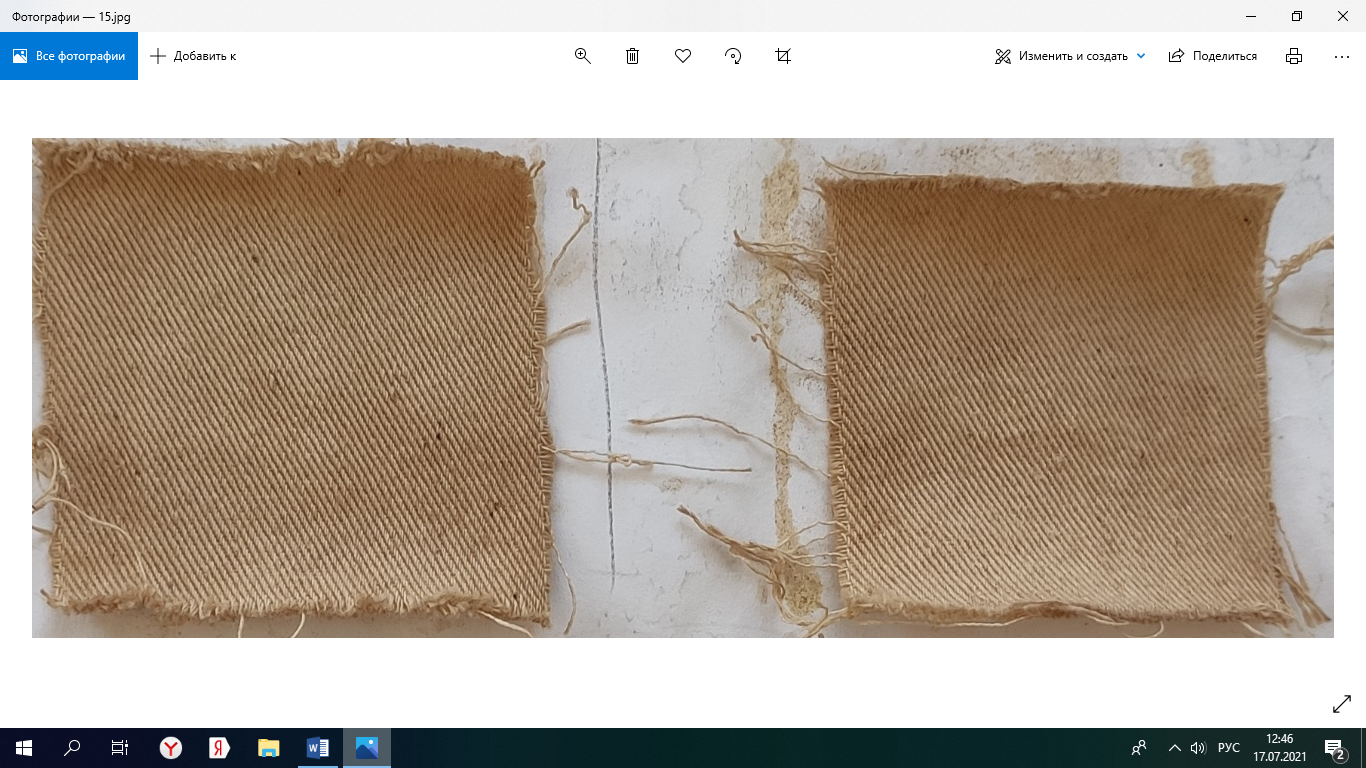 Фотографии — 15.jpg
Все фотографии
Добавить к
Изменить и создать
Поделиться
W
РУС
12:46
17.07.2021
2